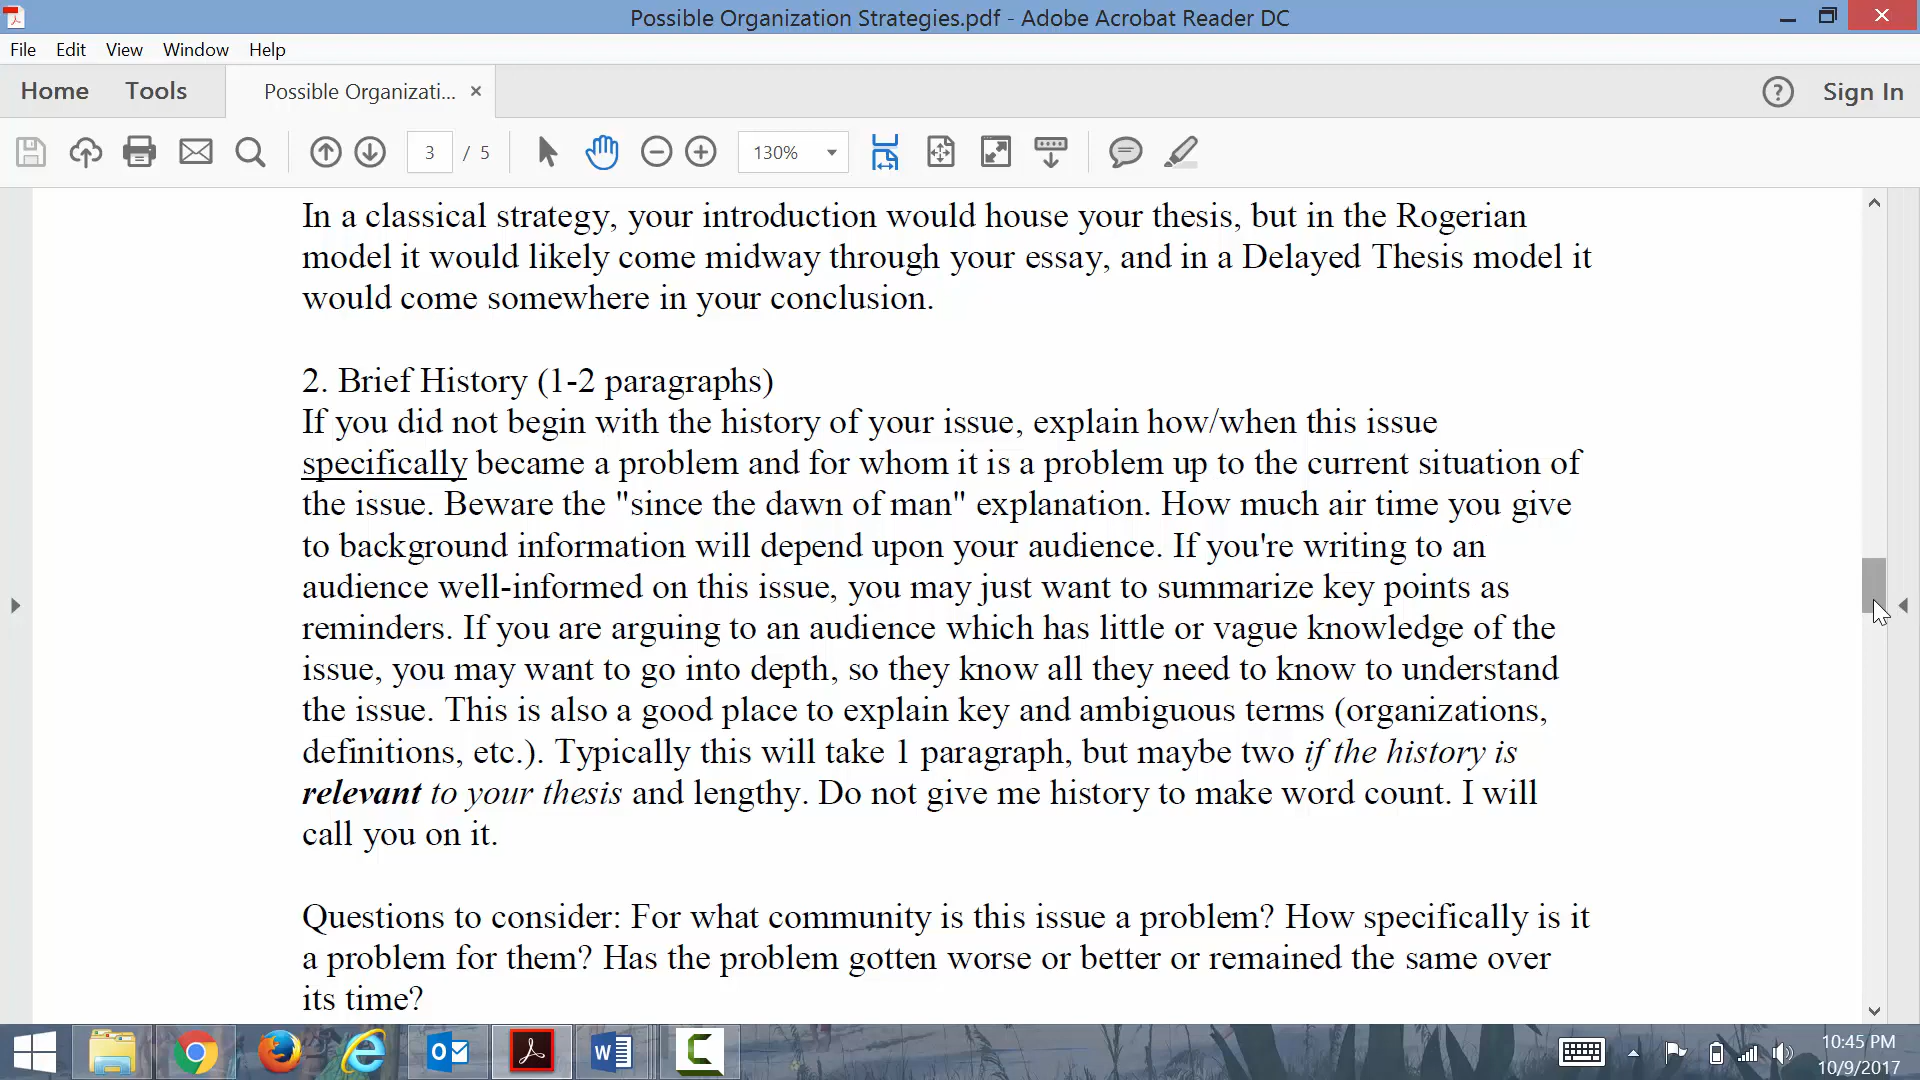 Possible Organization Strategies.pdf - Adobe Acrobat Reader DC
File Edit View Window Help
Home Tools Possible Organizati... × ? Sign In
3 / 5 130%
In a classical strategy, your introduction would house your thesis, but in the Rogerian
model it would likely come midway through your essay, and in a Delayed Thesis model it
would come somewhere in your conclusion.
2. Brief History (1-2 paragraphs)
If you did not begin with the history of your issue, explain how/when this issue
specifically became a problem and for whom it is a problem up to the current situation of
the issue. Beware the "since the dawn of man" explanation. How much air time you give
to background information will depend upon your audience. If you're writing to an
audience well-informed on this issue, you may just want to summarize key points as
reminders. If you are arguing to an audience which has little or vague knowledge of the
issue, you may want to go into depth, so they know all they need to know to understand
the issue. This is also a good place to explain key and ambiguous terms (organizations,
definitions, etc.). Typically this will take 1 paragraph, but maybe two if the history is
relevant to your thesis and lengthy. Do not give me history to make word count. I will
call you on it.
Questions to consider: For what community is this issue a problem? How specifically is it
a problem for them? Has the problem gotten worse or better or remained the same over
its time?
10:45 PM
10/9/2017